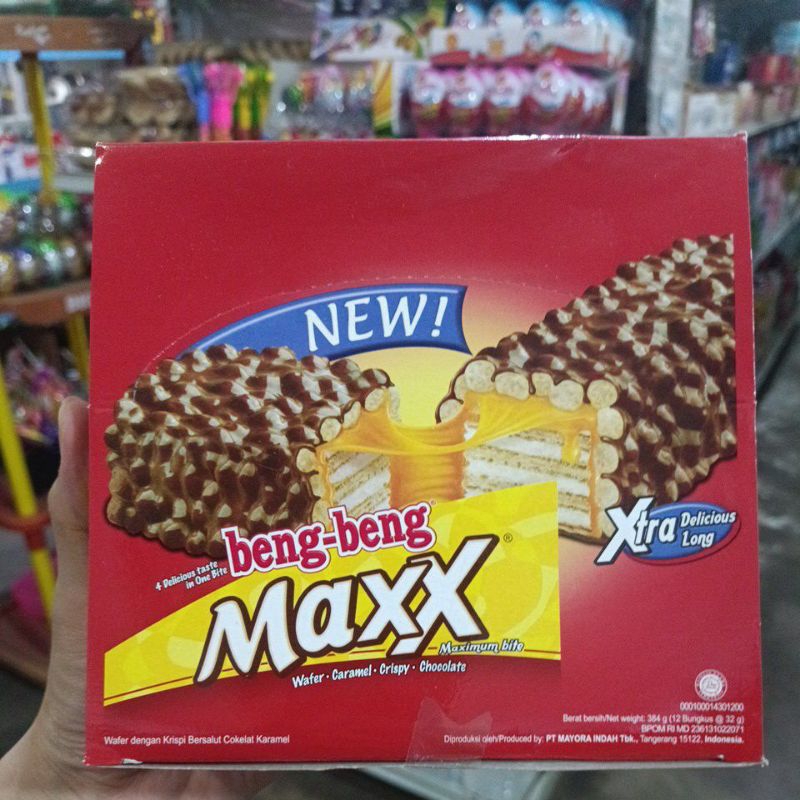 NEW!
Xtra Delicious
Long
4 Delicious taste
in One Bite
beng-beng®
Maxx®
Maximum bite
Wafer · Caramel · Crispy · Chocolate
Wafer dengan Krispi Bersalut Cokelat Karamel
000100014301200
Berat bersih/Net weight: 384 g (12 Bungkus @ 32 g)
BPOM RI MD 236131022071
Diproduksi oleh/Produced by: PT MAYORA INDAH Tbk., Tangerang 15122, Indonesia.